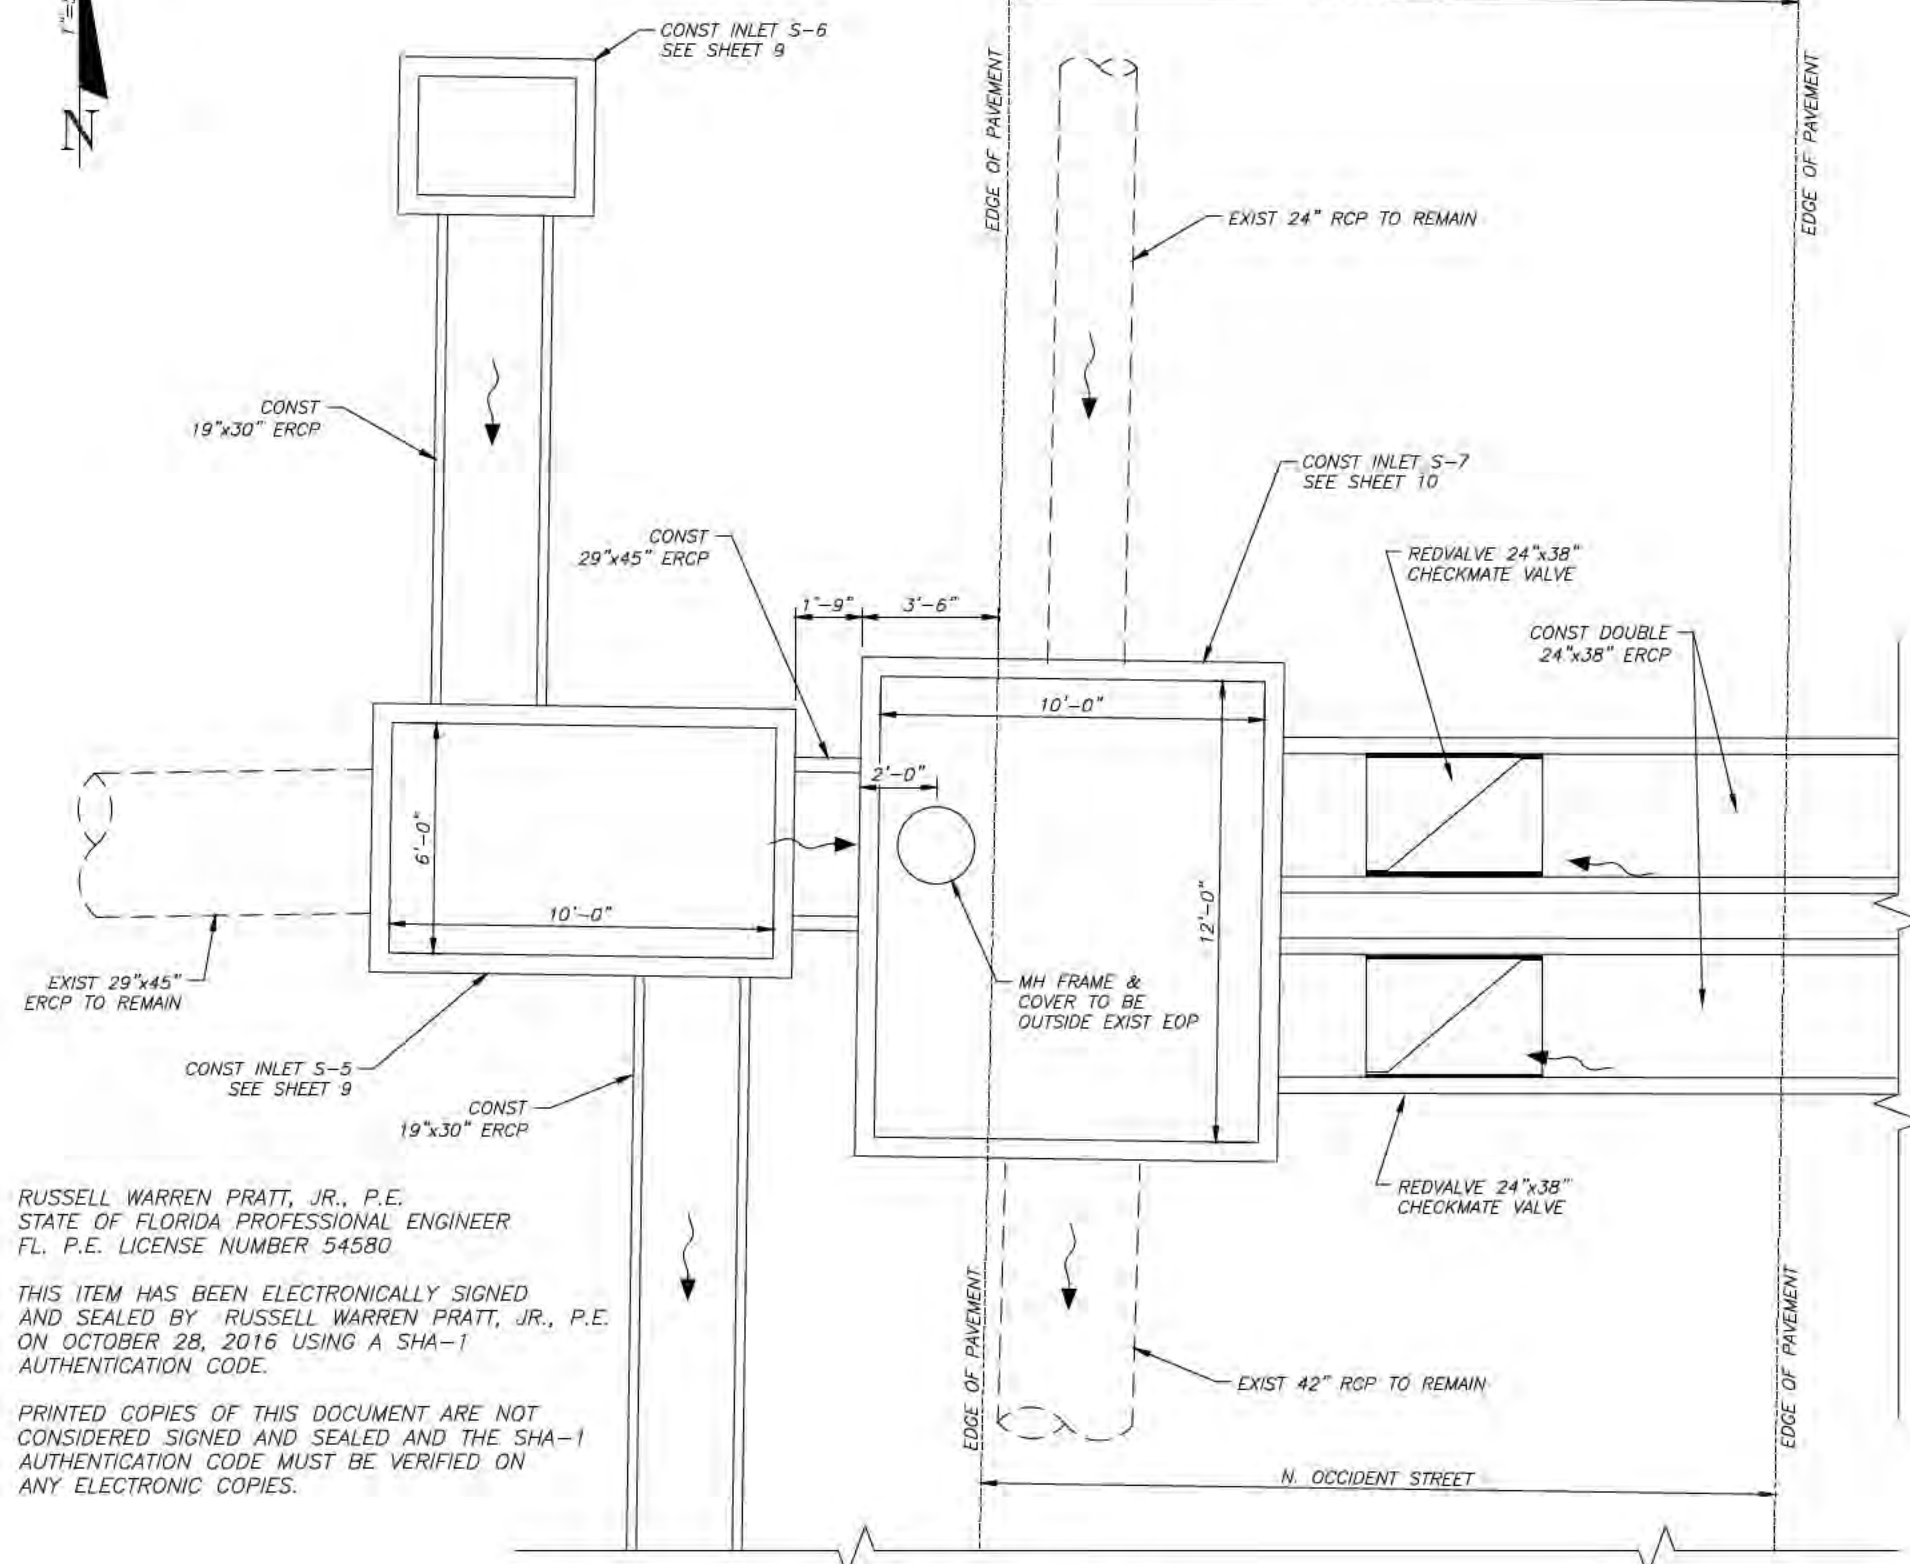 N
CONST INLET S-6
SEE SHEET 9
EDGE OF PAVEMENT
EDGE OF PAVEMENT
EXIST 24" RCP TO REMAIN
CONST
19"x30" ERCP
CONST INLET S-7
SEE SHEET 10
CONST
29"x45" ERCP
REDVALVE 24"x38"
CHECKMATE VALVE
1'-9"
3'-6"
CONST DOUBLE
24"x38" ERCP
10'-0"
2'-0"
6'-0"
10'-0"
12'-0"
EXIST 29"x45"
ERCP TO REMAIN
MH FRAME &
COVER TO BE
OUTSIDE EXIST EOP
CONST INLET S-5
SEE SHEET 9
CONST
19"x30" ERCP
REDVALVE 24"x38"
CHECKMATE VALVE
RUSSELL WARREN PRATT, JR., P.E.
STATE OF FLORIDA PROFESSIONAL ENGINEER
FL. P.E. LICENSE NUMBER 54580
THIS ITEM HAS BEEN ELECTRONICALLY SIGNED
AND SEALED BY RUSSELL WARREN PRATT, JR., P.E.
ON OCTOBER 28, 2016 USING A SHA-1
AUTHENTICATION CODE.
EDGE OF PAVEMENT
EDGE OF PAVEMENT
EXIST 42" RCP TO REMAIN
PRINTED COPIES OF THIS DOCUMENT ARE NOT
CONSIDERED SIGNED AND SEALED AND THE SHA-1
AUTHENTICATION CODE MUST BE VERIFIED ON
ANY ELECTRONIC COPIES.
N. OCCIDENT STREET